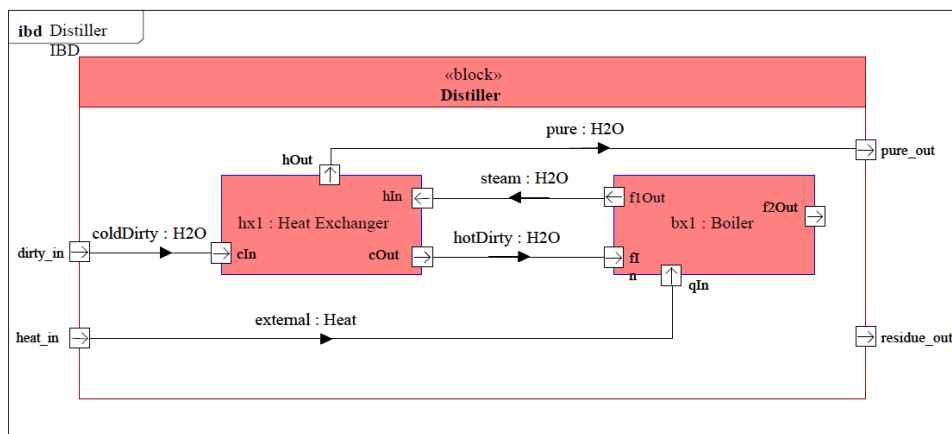 ibd Distiller
IBD
«block»
Distiller
pure : H2O
pure_out
hOut
steam : H2O
hIn
f1Out
f2Out
hx1 : Heat Exchanger
bx1 : Boiler
coldDirty : H2O
hotDirty : H2O
dirty_in
cIn
cOut
fI
n
qIn
external : Heat
heat_in
residue_out